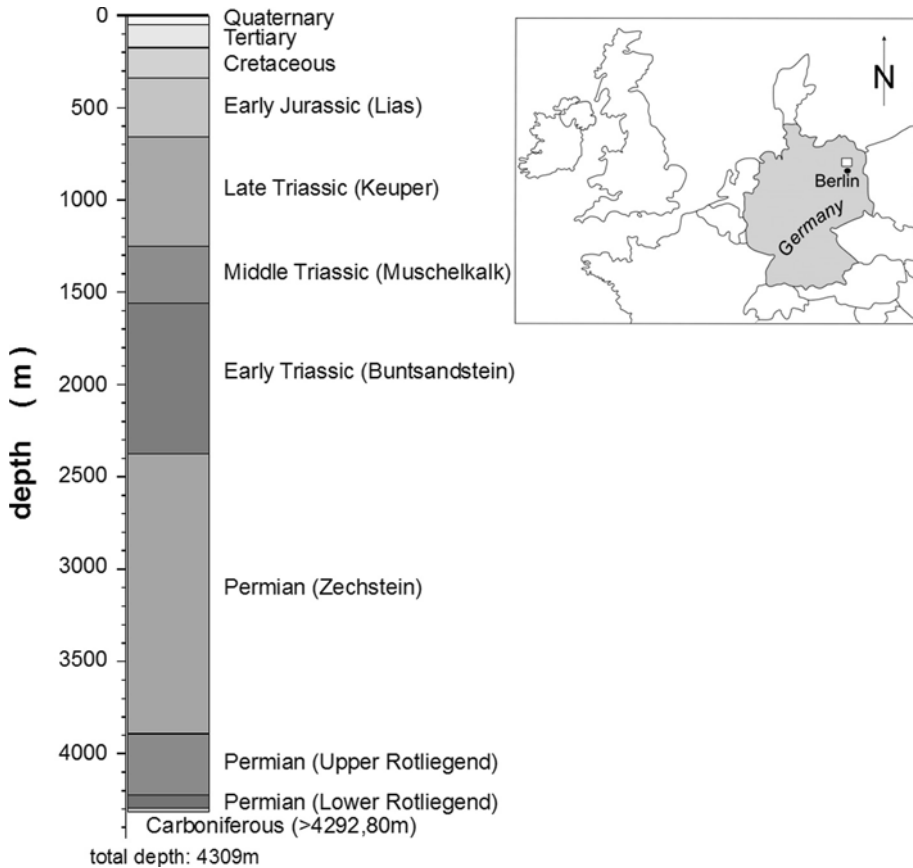 0
Quaternary
Tertiary
Cretaceous
500
Early Jurassic (Lias)
Late Triassic (Keuper)
1000
Middle Triassic (Muschelkalk)
1500
Early Triassic (Buntsandstein)
2000
2500
3000
Permian (Zechstein)
3500
4000
Permian (Upper Rotliegend)
Permian (Lower Rotliegend)
Carboniferous (>4292,80m)
total depth: 4309m
depth (m)
N
Berlin
Germany